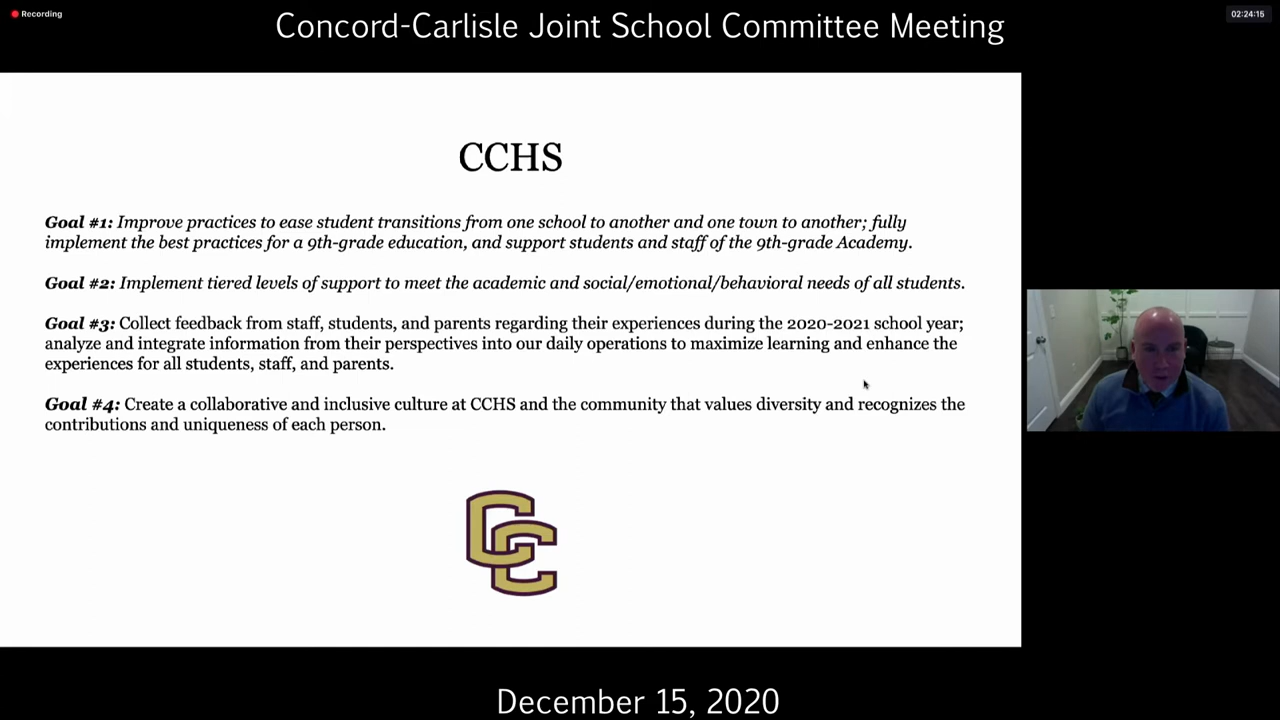 Recording
02:24:15
Concord-Carlisle Joint School Committee Meeting
CCHS
Goal #1: Improve practices to ease student transitions from one school to another and one town to another; fully
implement the best practices for a 9th-grade education, and support students and staff of the 9th-grade Academy.
Goal #2: Implement tiered levels of support to meet the academic and social/emotional/behavioral needs of all students.
Goal #3: Collect feedback from staff, students, and parents regarding their experiences during the 2020-2021 school year;
analyze and integrate information from their perspectives into our daily operations to maximize learning and enhance the
experiences for all students, staff, and parents.
Goal #4: Create a collaborative and inclusive culture at CCHS and the community that values diversity and recognizes the
contributions and uniqueness of each person.
CC
December 15, 2020